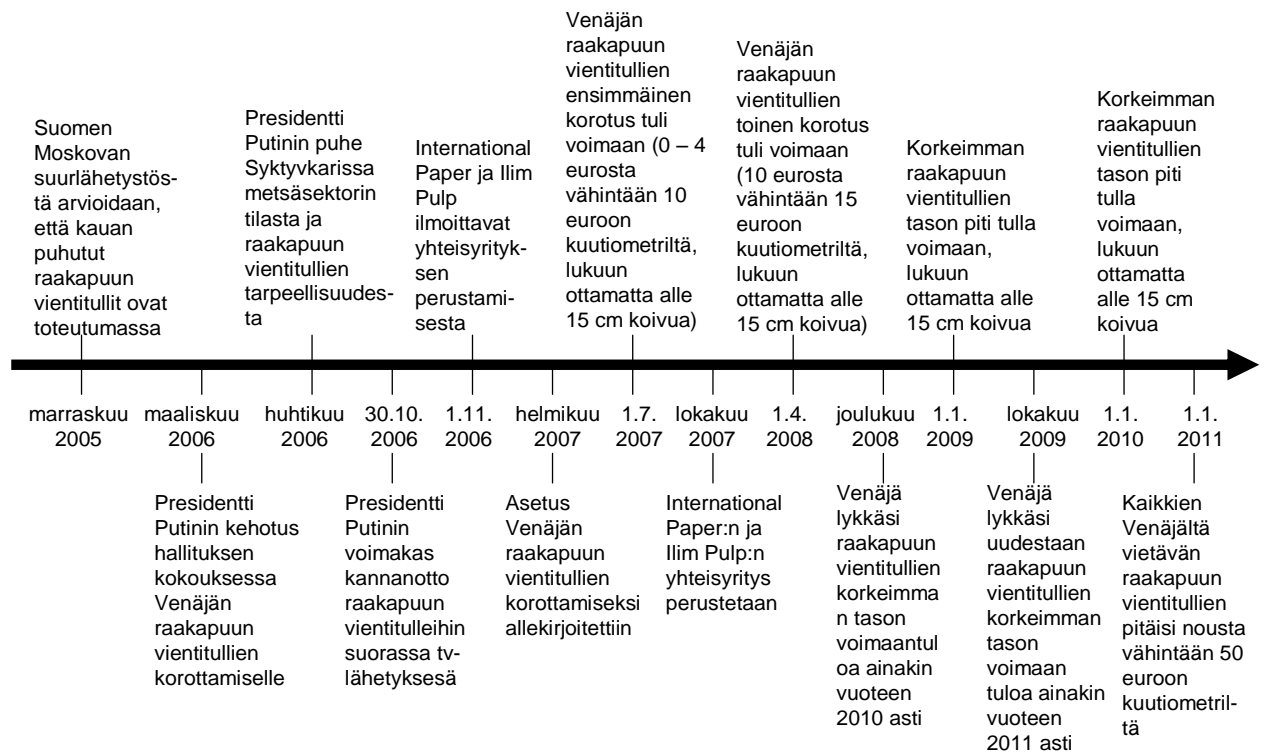 Suomen
Moskovan
suurlähetystös-
tä arvioidaan,
että kauan
puhutut
raakapuun
vientitullit ovat
toteutumassa
Presidentti
Putinin puhe
Syktyvkarissa
metsäsektorin
tilasta ja
raakapuun
vientitullien
tarpeellisuudes-
ta
International
Paper ja Ilim
Pulp
ilmoittavat
yhteisyrityk-
sen
perustami-
sesta
Venäjän
raakapuun
vientitullien
ensimmäinen
korotus tuli
voimaan (0 – 4
eurosta
vähintään 10
euroon
kuutiometriltä,
lukuun
ottamatta alle
15 cm koivua)
Venäjän
raakapuun
vientitullien
toinen korotus
tuli voimaan
(10 eurosta
vähintään 15
euroon
kuutiometriltä,
lukuun
ottamatta alle
15 cm koivua)
Korkeimman
raakapuun
vientitullien
tason piti tulla
voimaan,
lukuun
ottamatta alle
15 cm koivua
Korkeimman
raakapuun
vientitullien
tason piti
tulla
voimaan,
lukuun
ottamatta
alle 15 cm
koivua
marraskuu
2005
maaliskuu
2006
huhtikuu
2006
30.10.
2006
1.11.
2006
helmikuu
2007
1.7.
2007
lokakuu
2007
1.4.
2008
joulukuu
2008
1.1.
2009
lokakuu
2009
1.1.
2010
1.1.
2011
Presidentti
Putinin kehotus
hallituksen
kokouksessa
Venäjän
raakapuun
vientitullien
korottamiselle
Presidentti
Putinin
voimakas
kannanotto
raakapuun
vientitulleihin
suorassa tv-
lähetyksesä
Asetus
Venäjän
raakapuun
vientitullien
korottamiseksi
allekirjoitettiin
International
Paper:n ja
Ilim Pulp:n
yhteisyritys
perustetaan
Venäjä
lykkäsi
raakapuun
vientitullien
korkeimma
n tason
voimaantul
oa ainakin
vuoteen
2010 asti
Venäjä
lykkäsi
uudestaan
raakapuun
vientitullien
korkeimman
tason
voimaan
tuloa ainakin
vuoteen
2011 asti
Kaikkien
Venäjältä
vietävän
raakapuun
vientitullien
pitäisi nousta
vähintään 50
euroon
kuutiometril-
tä